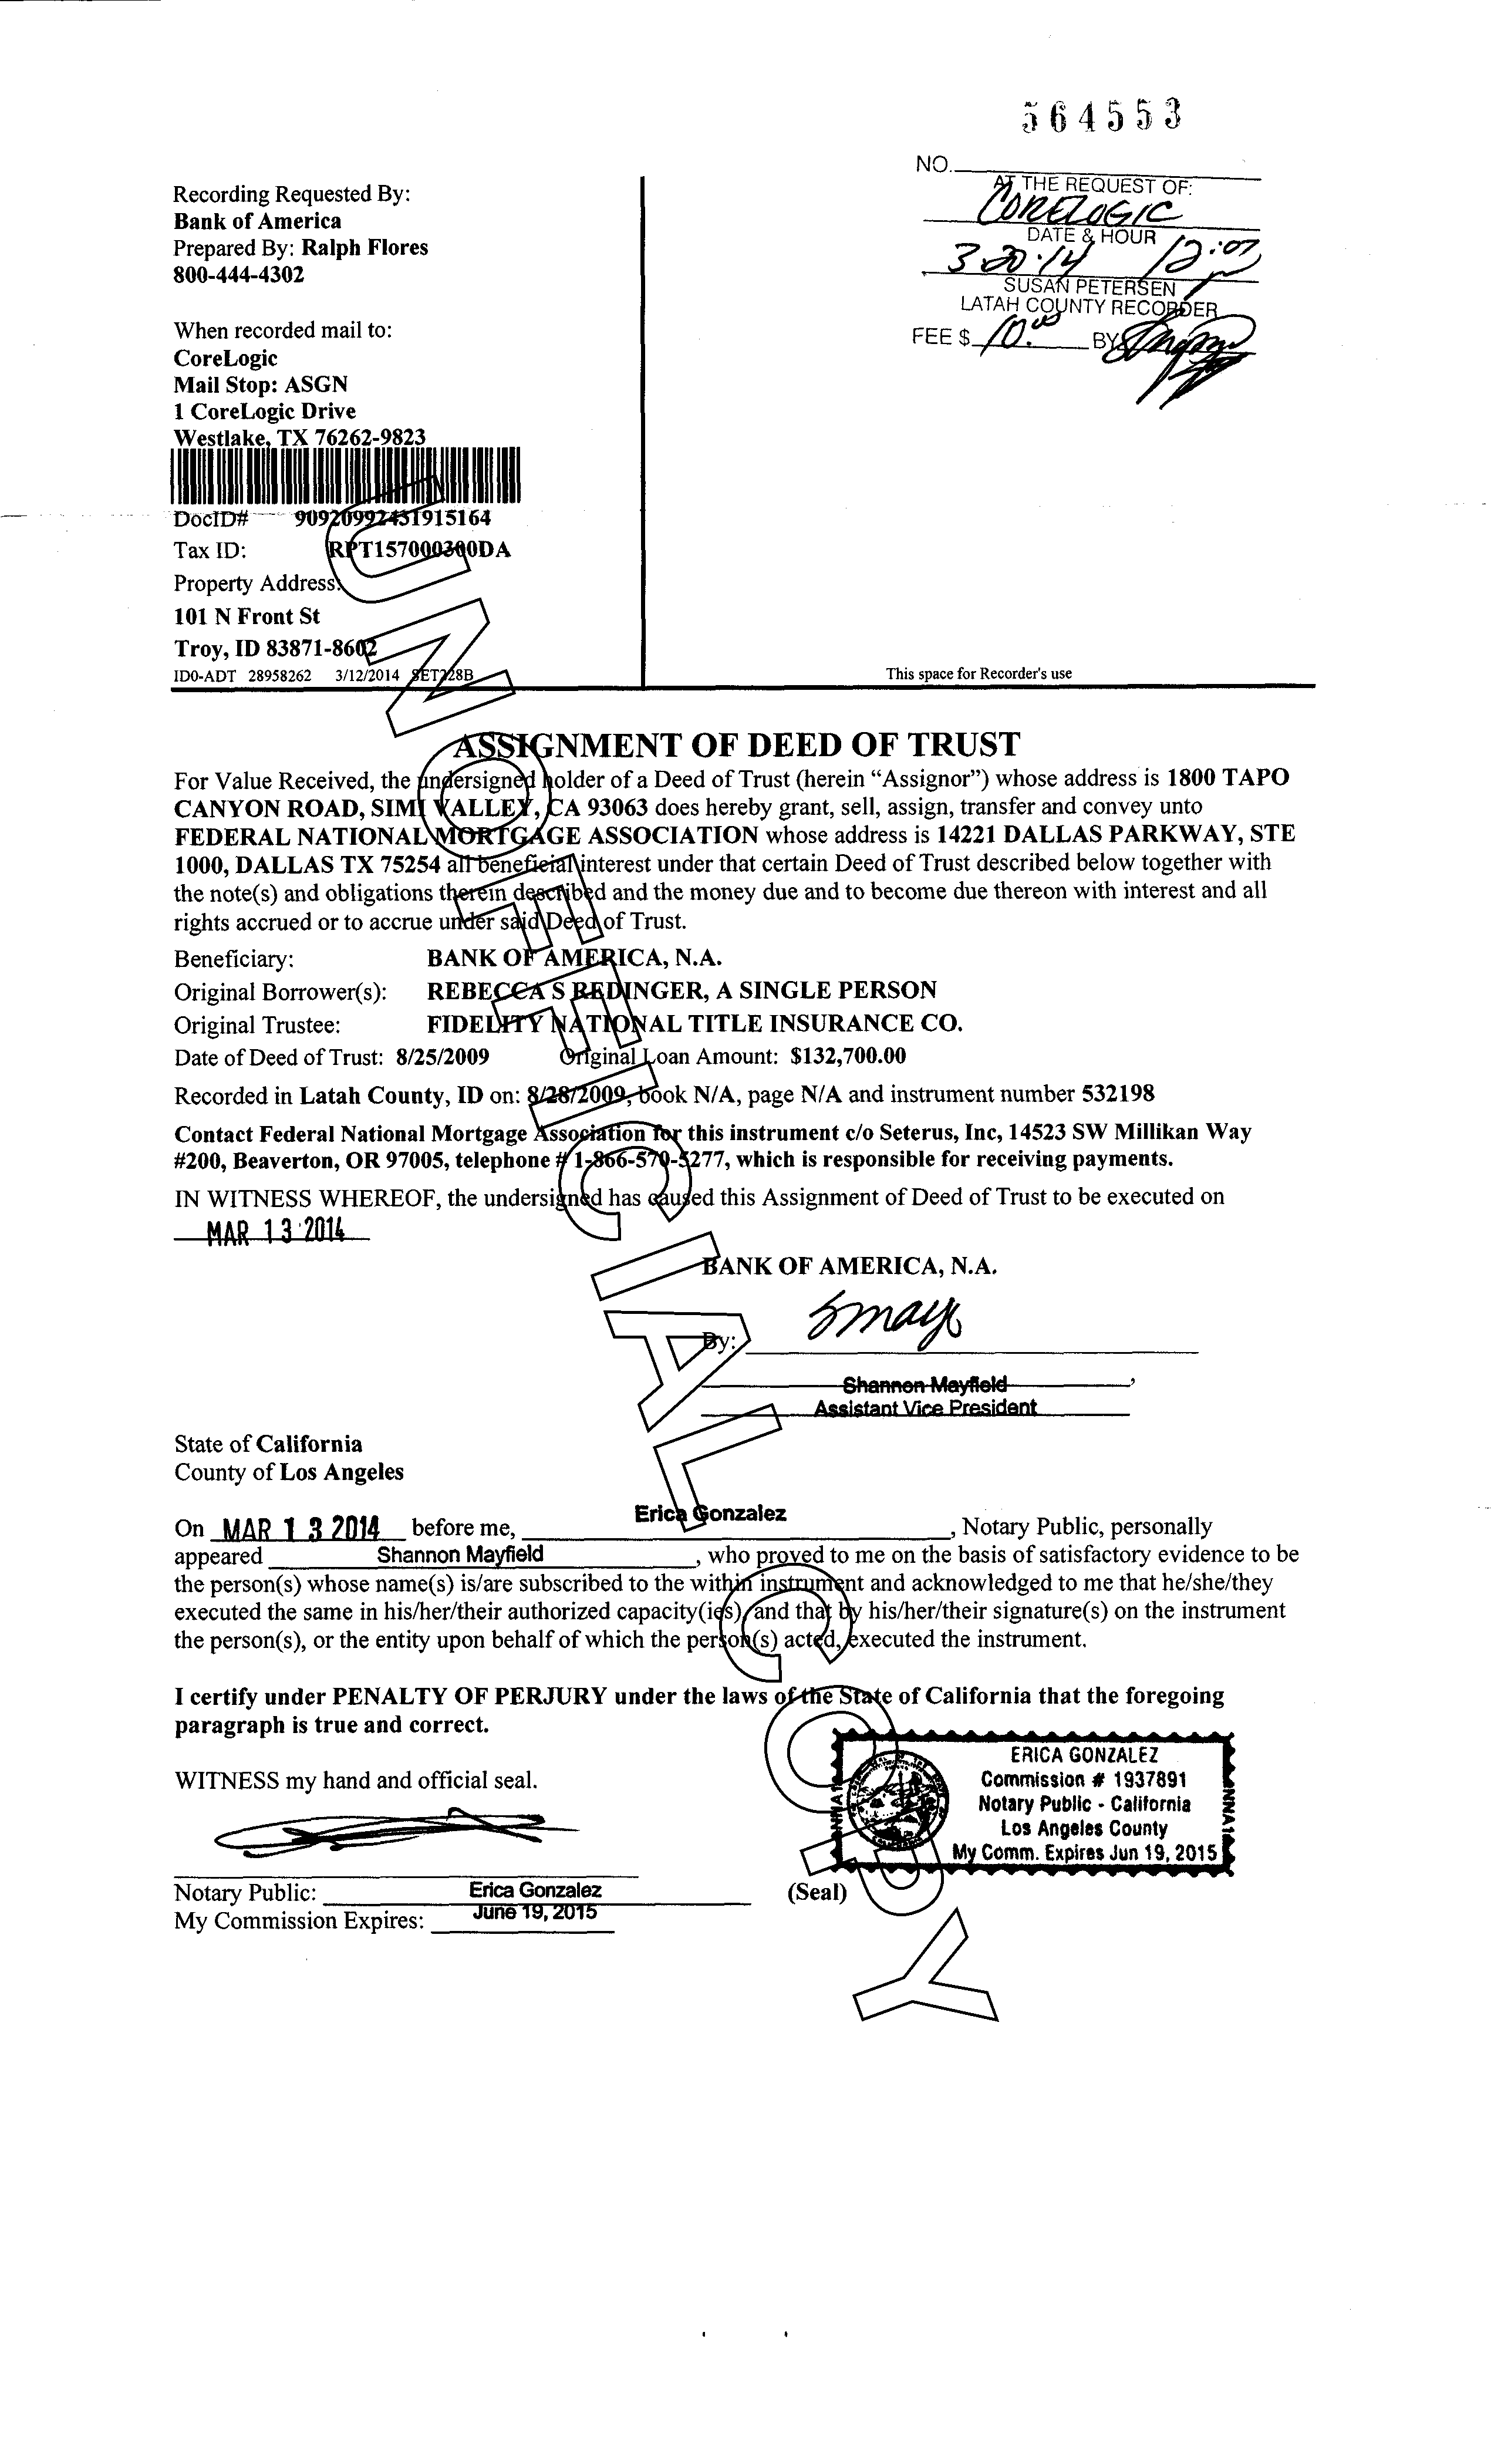 564553
NO.
AT THE REQUEST OF:
CORELOGIC
DATE & HOUR
3-20-14 12:07
SUSAN PETERSEN
LATAH COUNTY RECORDER
FEE $ 10.00 BY
Recording Requested By:
Bank of America
Prepared By: Ralph Flores
800-444-4302
When recorded mail to:
CoreLogic
Mail Stop: ASGN
1 CoreLogic Drive
Westlake, TX 76262-9823
DocID# 90920992431915164
Tax ID: RPT157000300DA
Property Address:
101 N Front St
Troy, ID 83871-8602
ID0-ADT 28958262 3/12/2014 SET228B
This space for Recorder's use
ASSIGNMENT OF DEED OF TRUST
For Value Received, the undersigned holder of a Deed of Trust (herein “Assignor”) whose address is 1800 TAPO
CANYON ROAD, SIMI VALLEY, CA 93063 does hereby grant, sell, assign, transfer and convey unto
FEDERAL NATIONAL MORTGAGE ASSOCIATION whose address is 14221 DALLAS PARKWAY, STE
1000, DALLAS TX 75254 all beneficial interest under that certain Deed of Trust described below together with
the note(s) and obligations therein described and the money due and to become due thereon with interest and all
rights accrued or to accrue under said Deed of Trust.
Beneficiary: BANK OF AMERICA, N.A.
Original Borrower(s): REBECCA S REDINGER, A SINGLE PERSON
Original Trustee: FIDELITY NATIONAL TITLE INSURANCE CO.
Date of Deed of Trust: 8/25/2009 Original Loan Amount: $132,700.00
Recorded in Latah County, ID on: 8/28/2009, book N/A, page N/A and instrument number 532198
Contact Federal National Mortgage Association for this instrument c/o Seterus, Inc, 14523 SW Millikan Way
#200, Beaverton, OR 97005, telephone # 1-866-570-5277, which is responsible for receiving payments.
IN WITNESS WHEREOF, the undersigned has caused this Assignment of Deed of Trust to be executed on
MAR 13 2014
BANK OF AMERICA, N.A.
By:
Shannon Mayfield,
Assistant Vice President
State of California
County of Los Angeles
On MAR 13 2014 before me, Erica Gonzalez, Notary Public, personally
appeared Shannon Mayfield, who proved to me on the basis of satisfactory evidence to be
the person(s) whose name(s) is/are subscribed to the within instrument and acknowledged to me that he/she/they
executed the same in his/her/their authorized capacity(ies), and that by his/her/their signature(s) on the instrument
the person(s), or the entity upon behalf of which the person(s) acted, executed the instrument.
I certify under PENALTY OF PERJURY under the laws of the State of California that the foregoing
paragraph is true and correct.
WITNESS my hand and official seal.
ERICA GONZALEZ
Commission # 1937891
Notary Public - California
Los Angeles County
My Comm. Expires Jun 19, 2015
Notary Public: Erica Gonzalez (Seal)
My Commission Expires: June 19, 2015
UNOFFICIAL COPY